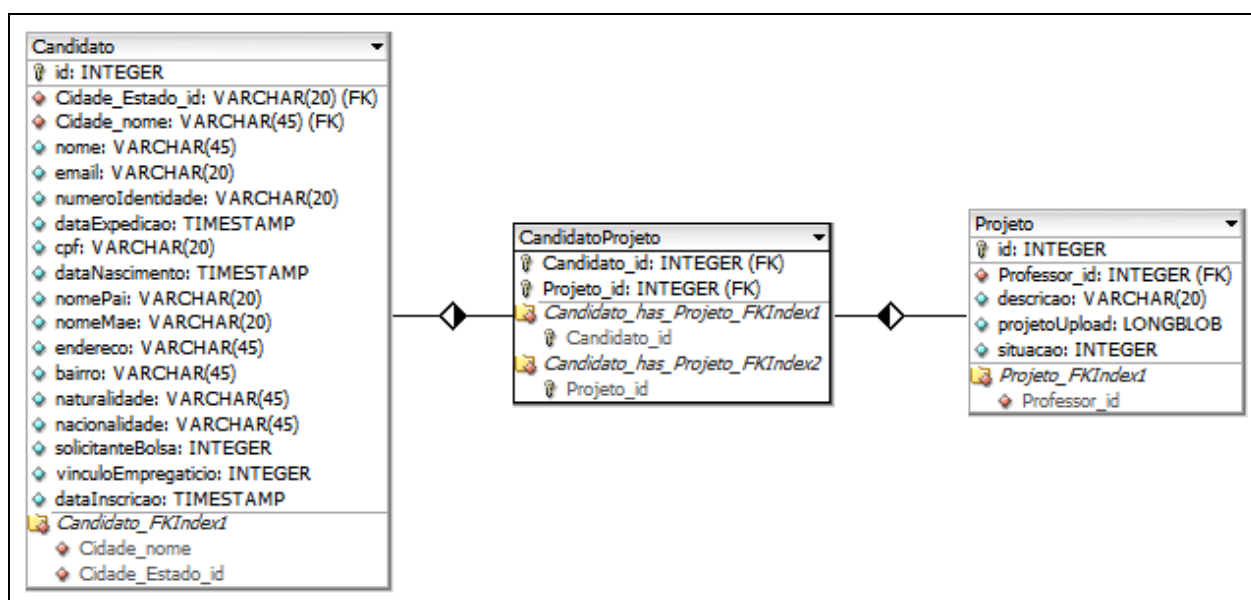 Candidato
id: INTEGER
Cidade_Estado_id: VARCHAR(20) (FK)
Cidade_nome: VARCHAR(45) (FK)
nome: VARCHAR(45)
email: VARCHAR(20)
numeroIdentidade: VARCHAR(20)
dataExpedicao: TIMESTAMP
cpf: VARCHAR(20)
dataNascimento: TIMESTAMP
nomePai: VARCHAR(20)
nomeMae: VARCHAR(20)
endereco: VARCHAR(45)
bairro: VARCHAR(45)
naturalidade: VARCHAR(45)
nacionalidade: VARCHAR(45)
solicitanteBolsa: INTEGER
vinculoEmpregaticio: INTEGER
dataInscricao: TIMESTAMP
Candidato_FKIndex1
Cidade_nome
Cidade_Estado_id
CandidatoProjeto
Candidato_id: INTEGER (FK)
Projeto_id: INTEGER (FK)
Candidato_has_Projeto_FKIndex1
Candidato_id
Candidato_has_Projeto_FKIndex2
Projeto_id
Projeto
id: INTEGER
Professor_id: INTEGER (FK)
descricao: VARCHAR(20)
projetoUpload: LONGBLOB
situacao: INTEGER
Projeto_FKIndex1
Professor_id